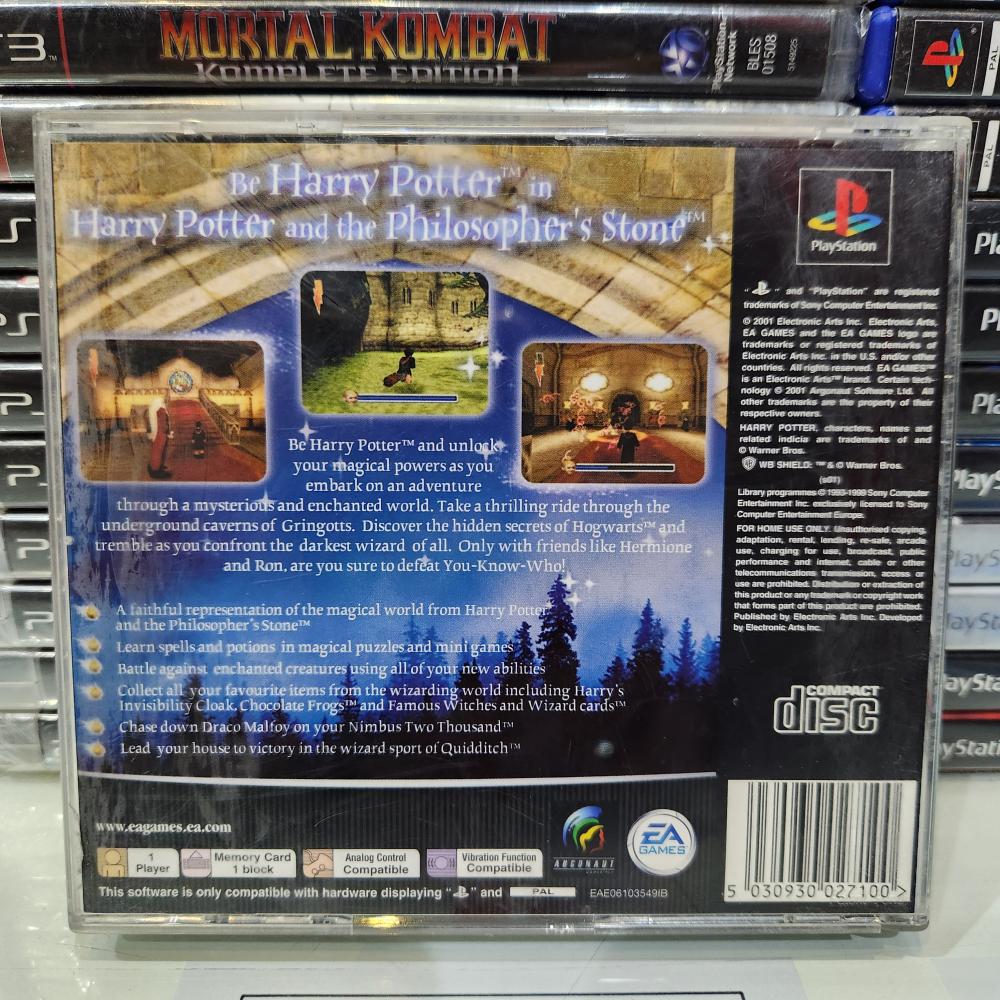 3
MORTAL KOMBAT
KOMPLETE EDITION
PlayStation Network
BLES 01508
PAL
Be Harry Potter™ in
Harry Potter and the Philosopher's Stone™
PlayStation
Be Harry Potter™ and unlock
your magical powers as you
embark on an adventure
through a mysterious and enchanted world. Take a thrilling ride through the
underground caverns of Gringotts. Discover the hidden secrets of Hogwarts™ and
tremble as you confront the darkest wizard of all. Only with friends like Hermione
and Ron, are you sure to defeat You-Know-Who!
A faithful representation of the magical world from Harry Potter
and the Philosopher's Stone™
Learn spells and potions in magical puzzles and mini games
Battle against enchanted creatures using all of your new abilities
Collect all your favourite items from the wizarding world including Harry's
Invisibility Cloak, Chocolate Frogs™ and Famous Witches and Wizard cards™
Chase down Draco Malfoy on your Nimbus Two Thousand™
Lead your house to victory in the wizard sport of Quidditch™
" " and "PlayStation" are registered
trademarks of Sony Computer Entertainment Inc.
© 2001 Electronic Arts Inc. Electronic Arts,
EA GAMES and the EA GAMES logo are
trademarks or registered trademarks of
Electronic Arts Inc. in the U.S. and/or other
countries. All rights reserved. EA GAMES™
is an Electronic Arts™ brand. Certain tech-
nology © 2001 Argonaut Software Ltd. All
other trademarks are the property of their
respective owners.
HARRY POTTER, characters, names and
related indicia are trademarks of and
© Warner Bros.
WB SHIELD: ™ & © Warner Bros.
(s01)
Library programmes © 1993-1999 Sony Computer
Entertainment Inc. exclusively licensed to Sony
Computer Entertainment Europe.
FOR HOME USE ONLY. Unauthorised copying,
adaptation, rental, lending, re-sale, arcade
use, charging for use, broadcast, public
performance and internet, cable or other
telecommunications transmission, access or
use are prohibited. Distribution or extraction of
this product or any trademark or copyright work
that forms part of this product are prohibited.
Published by Electronic Arts Inc. Developed
by Electronic Arts Inc.
COMPACT
disc
www.eagames.ea.com
1 Player
Memory Card 1 block
Analog Control Compatible
Vibration Function Compatible
ARGONAUT
EA GAMES
This software is only compatible with hardware displaying " " and PAL
EAE06103549IB
5 030930 027100 >